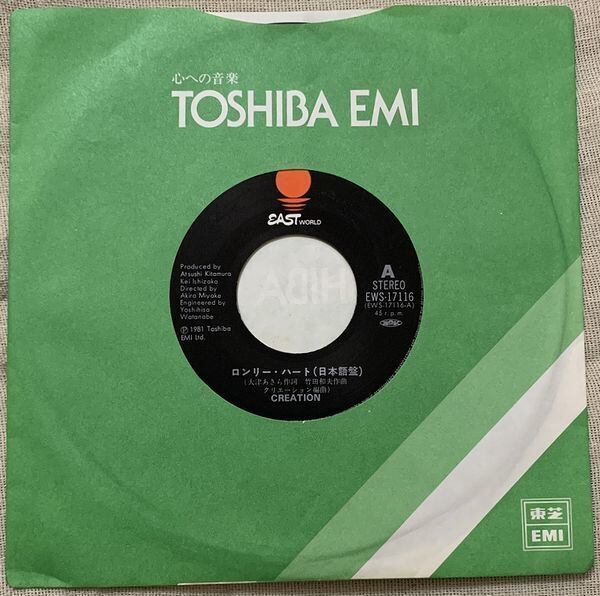 心への音楽
TOSHIBA EMI
EAST WORLD
Produced by
Atsushi Kitamura
Kei Ishizaka
Directed by
Akira Miyake
Engineered by
Yoshihisa
Watanabe
Ⓟ 1981 Toshiba
EMI Ltd.
A
STEREO
EWS-17116
(EWS-17116-A)
45 r.p.m.
ロンリー・ハート(日本語盤)
(大津あきら作詞 竹田和夫作曲
クリエーション編曲)
CREATION
東芝
EMI